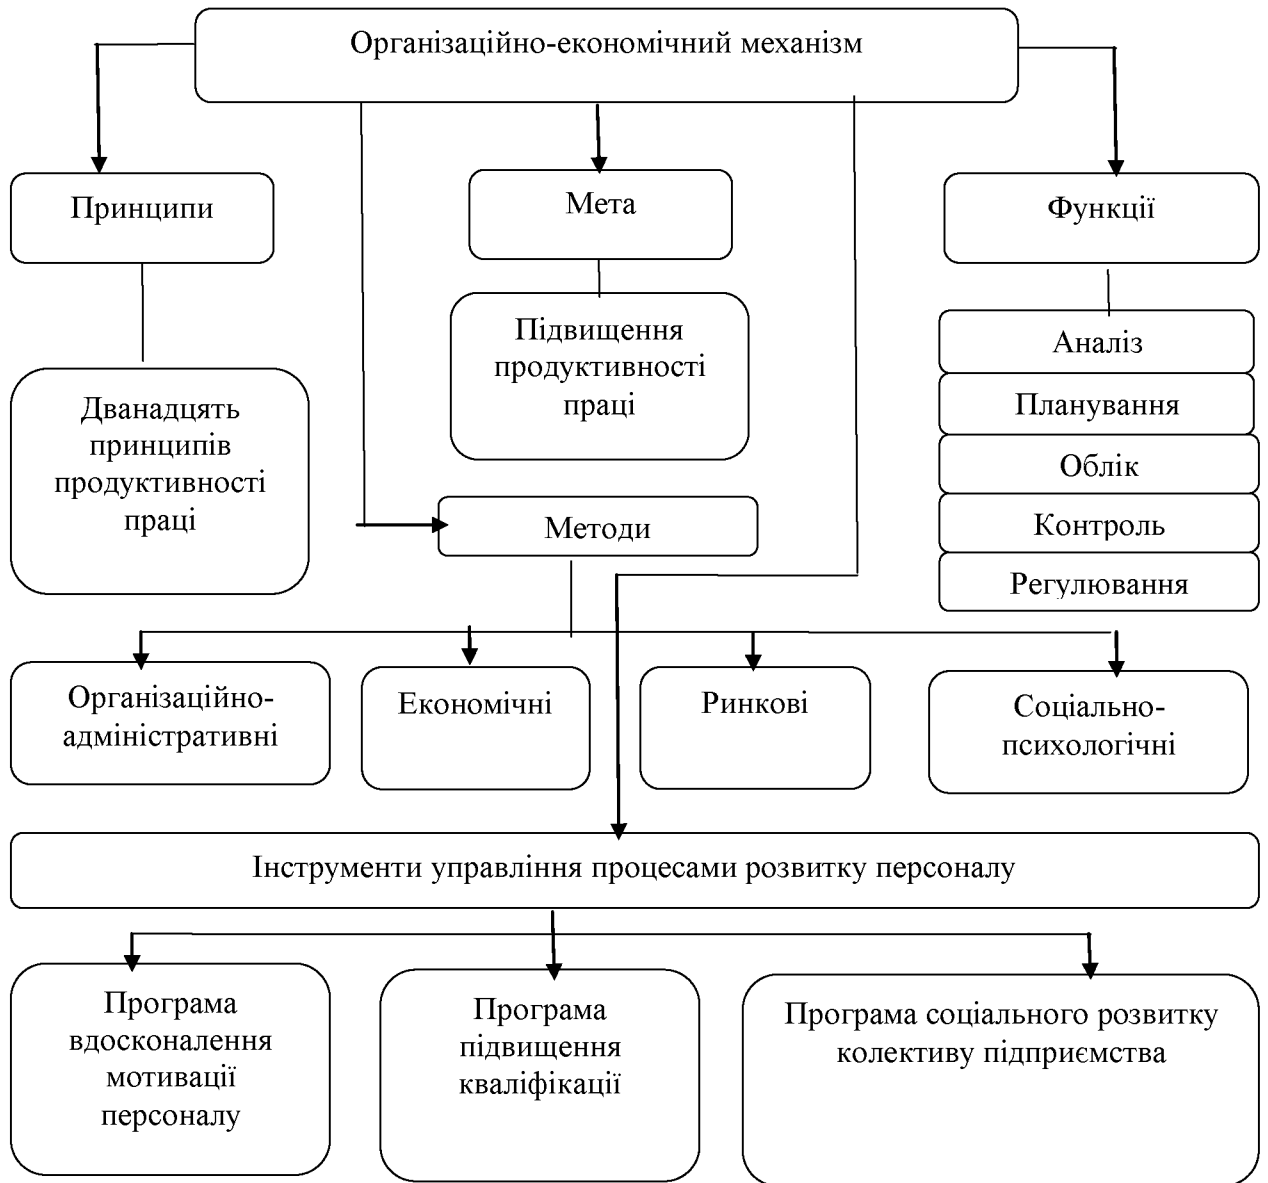 Організаційно-економічний механізм
Принципи
Мета
Функції
Підвищення
продуктивності
праці
Аналіз
Планування
Облік
Контроль
Регулювання
Дванадцять
принципів
продуктивності
праці
Методи
Організаційно-
адміністративні
Економічні
Ринкові
Соціально-
психологічні
Інструменти управління процесами розвитку персоналу
Програма
вдосконалення
мотивації
персоналу
Програма
підвищення
кваліфікації
Програма соціального розвитку
колективу підприємства